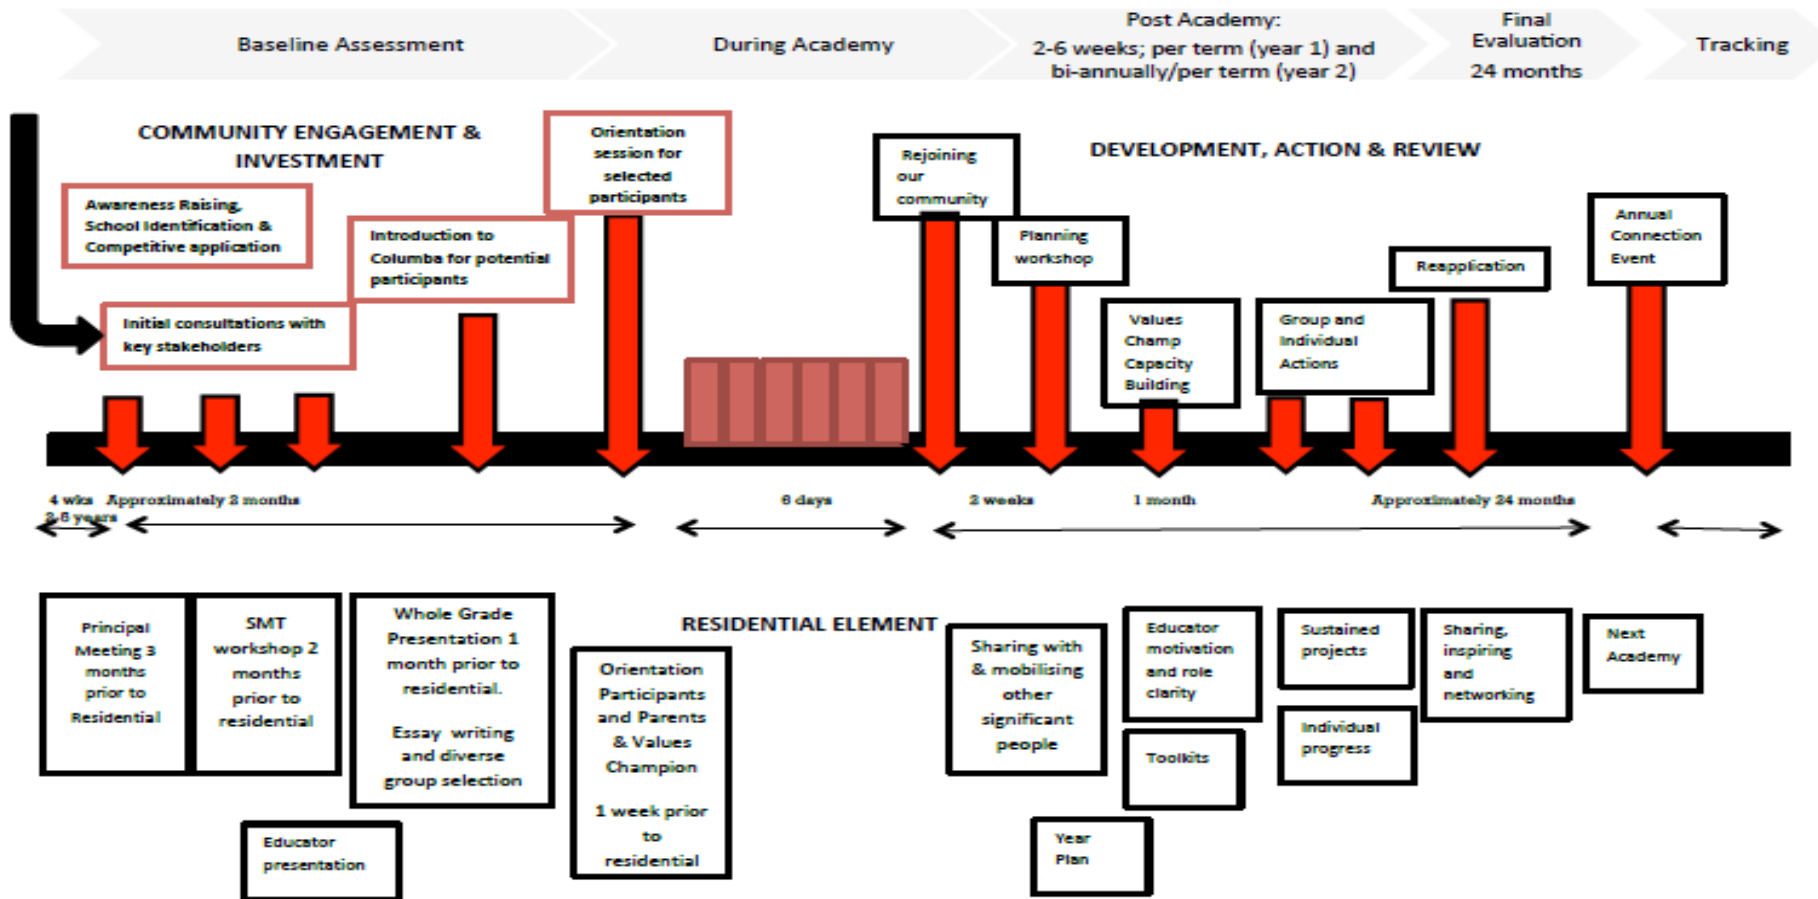 Baseline Assessment
During Academy
Post Academy:
2-6 weeks; per term (year 1) and
bi-annually/per term (year 2)
Final
Evaluation
24 months
Tracking
COMMUNITY ENGAGEMENT &
INVESTMENT
Awareness Raising,
School Identification &
Competitive application
Initial consultations with
key stakeholders
Introduction to
Columba for potential
participants
Orientation
session for
selected
participants
Rejoining
our
community
DEVELOPMENT, ACTION & REVIEW
Planning
workshop
Values
Champ
Capacity
Building
Group and
Individual
Actions
Reapplication
Annual
Connection
Event
4 wks
years
Approximately 2 months
6 days
2 weeks
1 month
Approximately 24 months
Principal
Meeting 3
months
prior to
Residential
SMT
workshop 2
months
prior to
residential
Educator
presentation
Whole Grade
Presentation 1
month prior to
residential.
Essay writing
and diverse
group selection
Orientation
Participants
and Parents
& Values
Champion
1 week prior
to
residential
RESIDENTIAL ELEMENT
Sharing with
& mobilising
other
significant
people
Year
Plan
Educator
motivation
and role
clarity
Toolkits
Sustained
projects
Individual
progress
Sharing,
inspiring
and
networking
Next
Academy